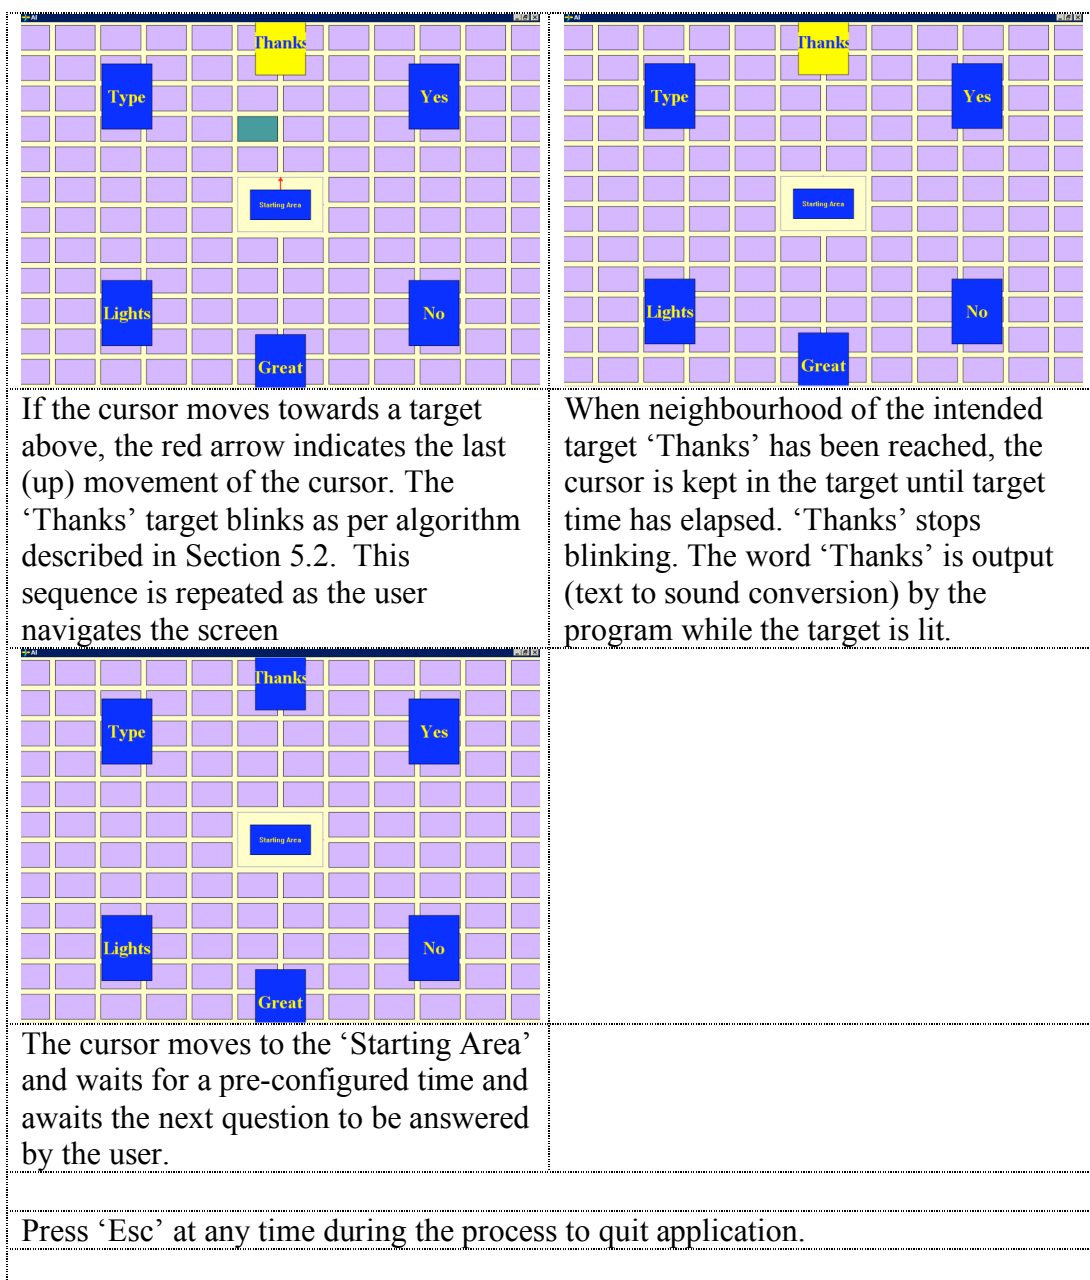 AI
Thanks
Type
Yes
Starting Area
Lights
No
Great
AI
Thanks
Type
Yes
Starting Area
Lights
No
Great
If the cursor moves towards a target
above, the red arrow indicates the last
(up) movement of the cursor. The
‘Thanks’ target blinks as per algorithm
described in Section 5.2.  This
sequence is repeated as the user
navigates the screen
When neighbourhood of the intended
target ‘Thanks’ has been reached, the
cursor is kept in the target until target
time has elapsed. ‘Thanks’ stops
blinking. The word ‘Thanks’ is output
(text to sound conversion) by the
program while the target is lit.
AI
Thanks
Type
Yes
Starting Area
Lights
No
Great
The cursor moves to the ‘Starting Area’
and waits for a pre-configured time and
awaits the next question to be answered
by the user.
Press ‘Esc’ at any time during the process to quit application.